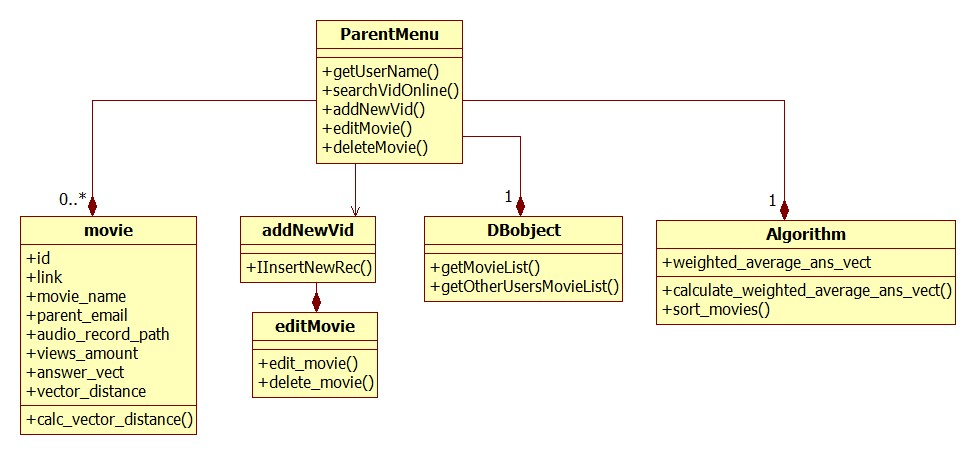 ParentMenu
+getUserName()
+searchVidOnline()
+addNewVid()
+editMovie()
+deleteMovie()
0..*
1
1
movie
+id
+link
+movie_name
+parent_email
+audio_record_path
+views_amount
+answer_vect
+vector_distance
+calc_vector_distance()
addNewVid
+IInsertNewRec()
editMovie
+edit_movie()
+delete_movie()
DBobject
+getMovieList()
+getOtherUsersMovieList()
Algorithm
+weighted_average_ans_vect
+calculate_weighted_average_ans_vect()
+sort_movies()